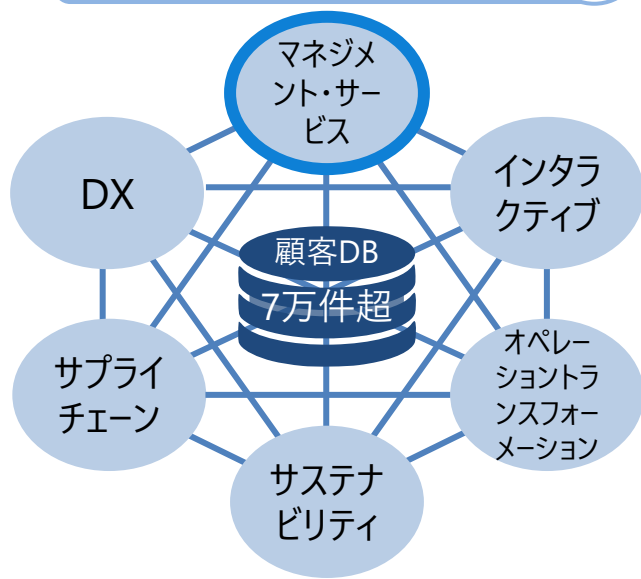 マネジメ
ント・サー
ビス
DX
インタラ
クティブ
顧客DB
7万件超
サプライ
チェーン
オペレー
ショントラ
ンスフォー
メーション
サステナ
ビリティ